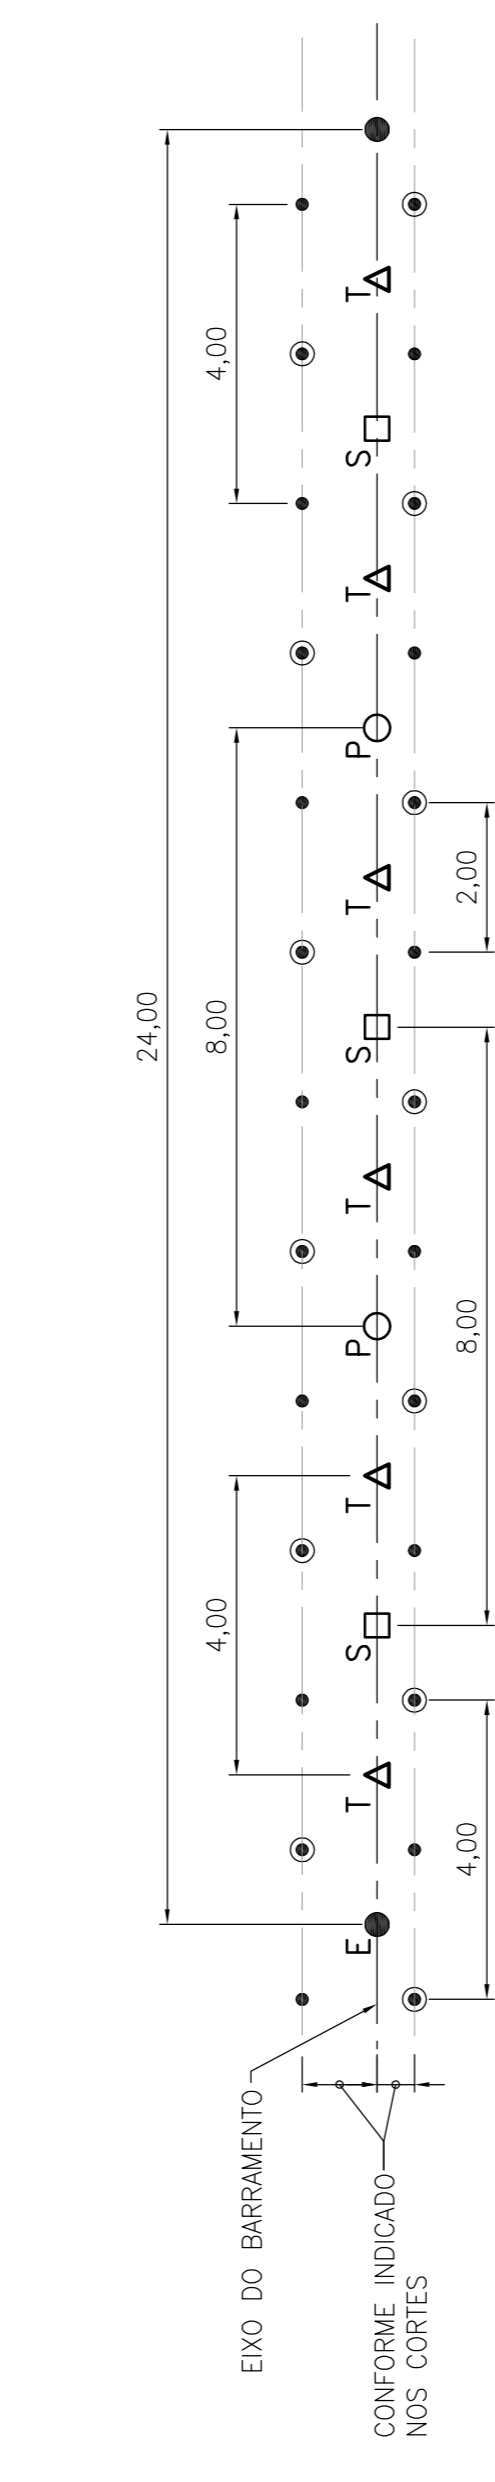 24,00
4,00
8,00
4,00
E
T
S
T
P
T
S
T
P
T
S
T
4,00
8,00
2,00
EIXO DO BARRAMENTO
CONFORME INDICADO
NOS CORTES